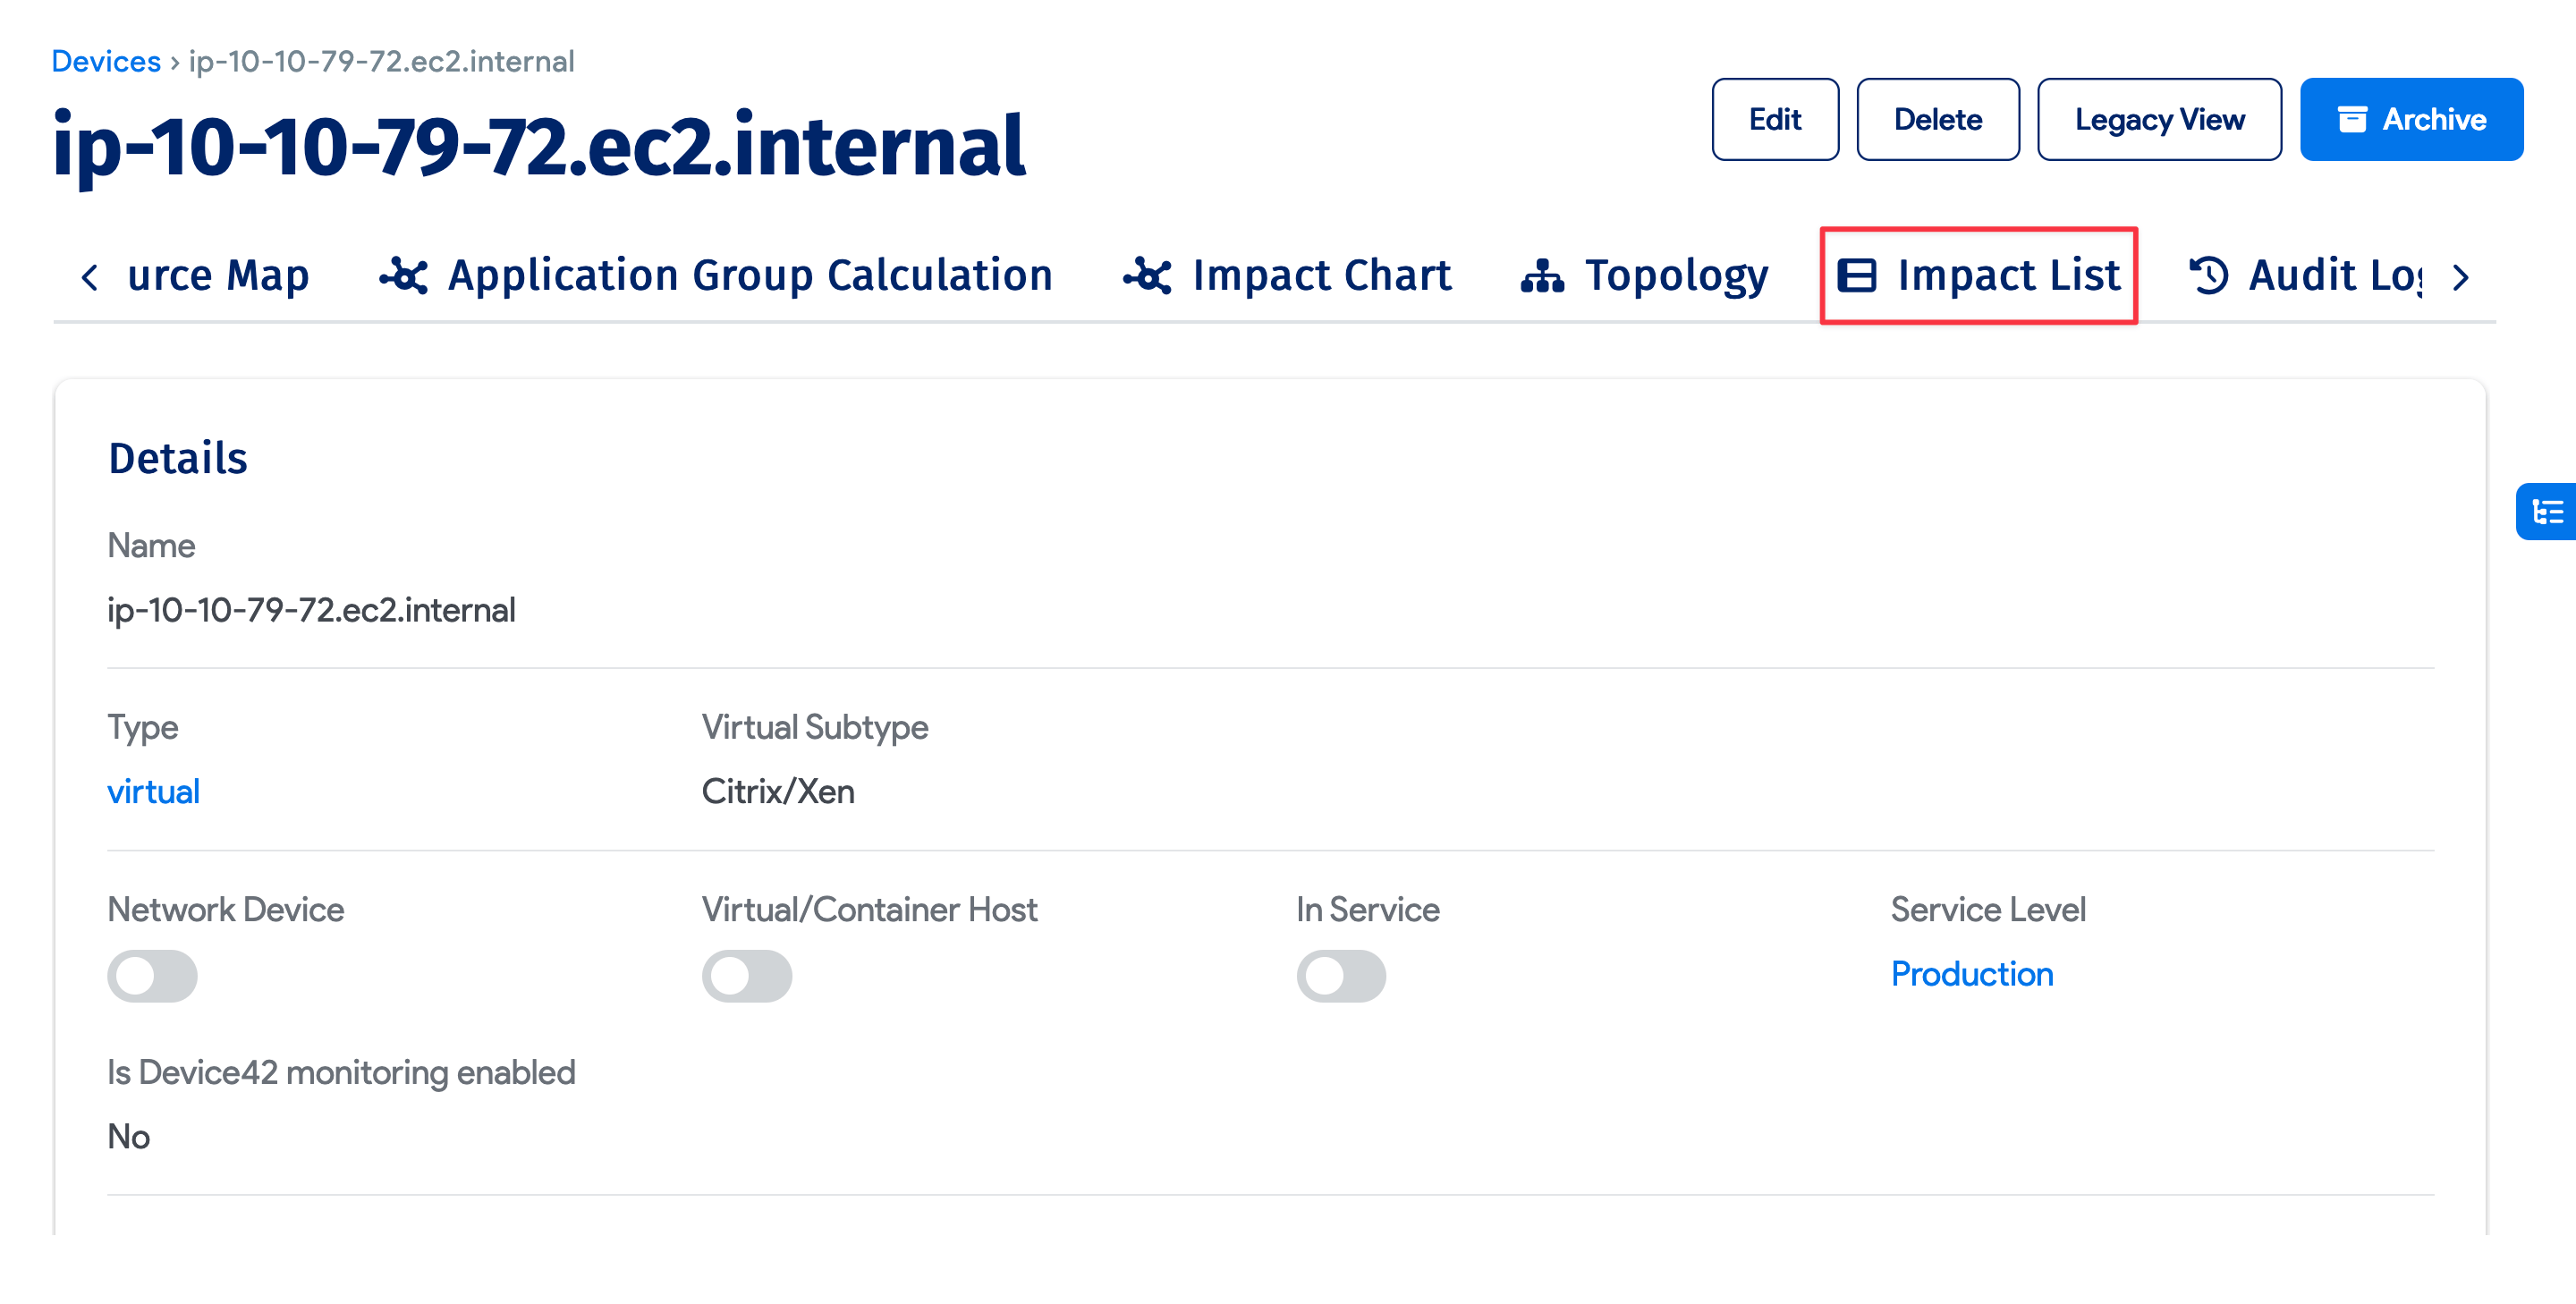 Devices › ip-10-10-79-72.ec2.internal
ip-10-10-79-72.ec2.internal
Edit Delete Legacy View Archive
urce Map Application Group Calculation Impact Chart Topology Impact List Audit Log
Details
Name
ip-10-10-79-72.ec2.internal
Type Virtual Subtype
virtual Citrix/Xen
Network Device Virtual/Container Host In Service Service Level
Production
Is Device42 monitoring enabled
No